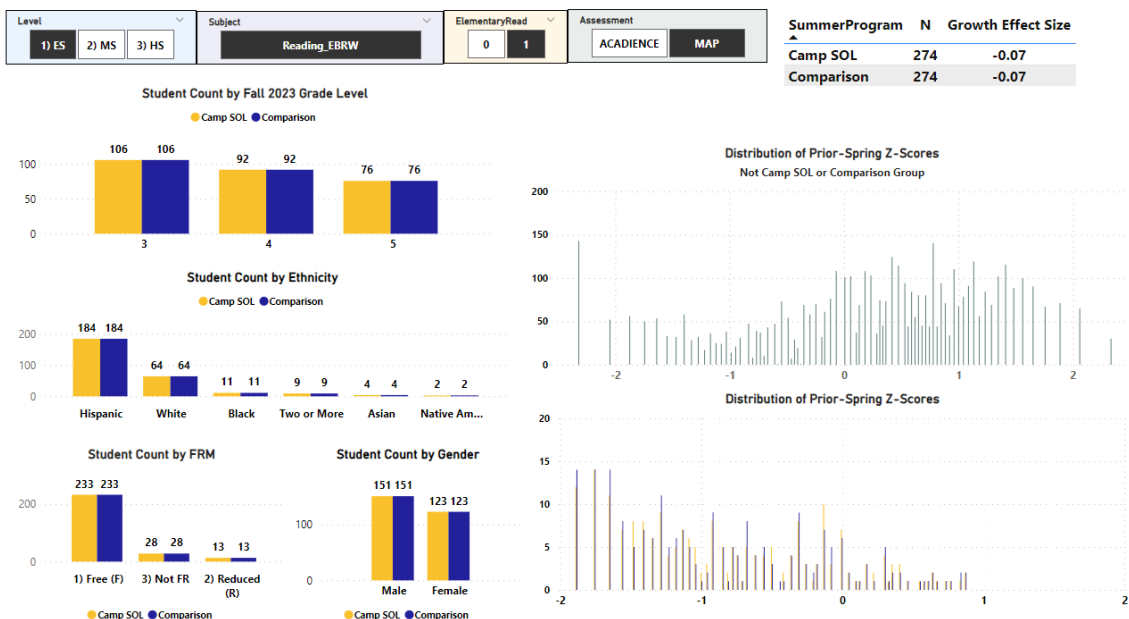 Level
1) ES 2) MS 3) HS
Subject
Reading_EBRW
ElementaryRead
0 1
Assessment
ACADIENCE MAP
SummerProgram N Growth Effect Size
Camp SOL 274 -0.07
Comparison 274 -0.07
Student Count by Fall 2023 Grade Level
Camp SOL Comparison
106 106
92 92
76 76
100
50
0
3 4 5
Student Count by Ethnicity
Camp SOL Comparison
184 184
64 64
11 11
9 9
4 4
2 2
200
100
0
Hispanic White Black Two or More Asian Native Am...
Student Count by FRM
233 233
28 28
13 13
200
0
1) Free (F) 3) Not FR 2) Reduced
(R)
Camp SOL Comparison
Student Count by Gender
151 151
123 123
100
0
Male Female
Camp SOL Comparison
Distribution of Prior-Spring Z-Scores
Not Camp SOL or Comparison Group
200
150
100
50
0
-2 -1 0 1 2
Distribution of Prior-Spring Z-Scores
20
15
10
5
0
-2 -1 0 1 2